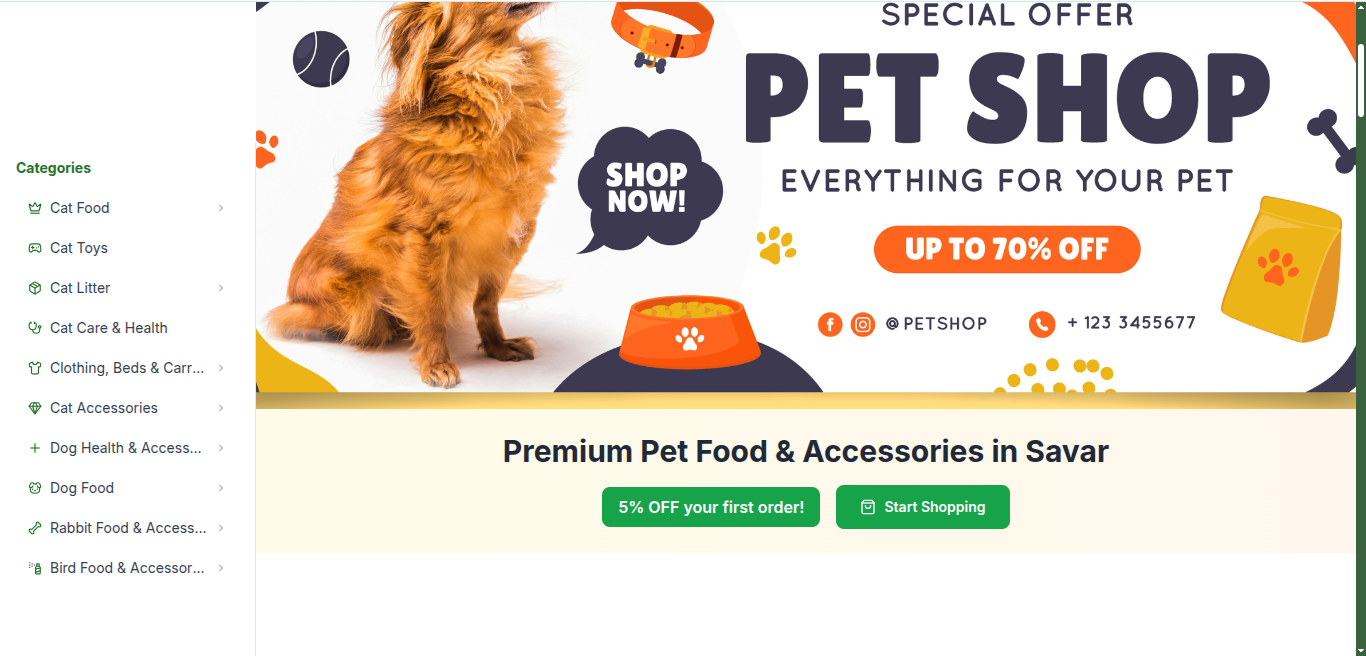 Categories
Cat Food
Cat Toys
Cat Litter
Cat Care & Health
Clothing, Beds & Carr...
Cat Accessories
Dog Health & Access...
Dog Food
Rabbit Food & Access...
Bird Food & Accessor...
SPECIAL OFFER
PET SHOP
EVERYTHING FOR YOUR PET
SHOP
NOW!
UP TO 70% OFF
@PETSHOP
+ 123 3455677
Premium Pet Food & Accessories in Savar
5% OFF your first order!
Start Shopping